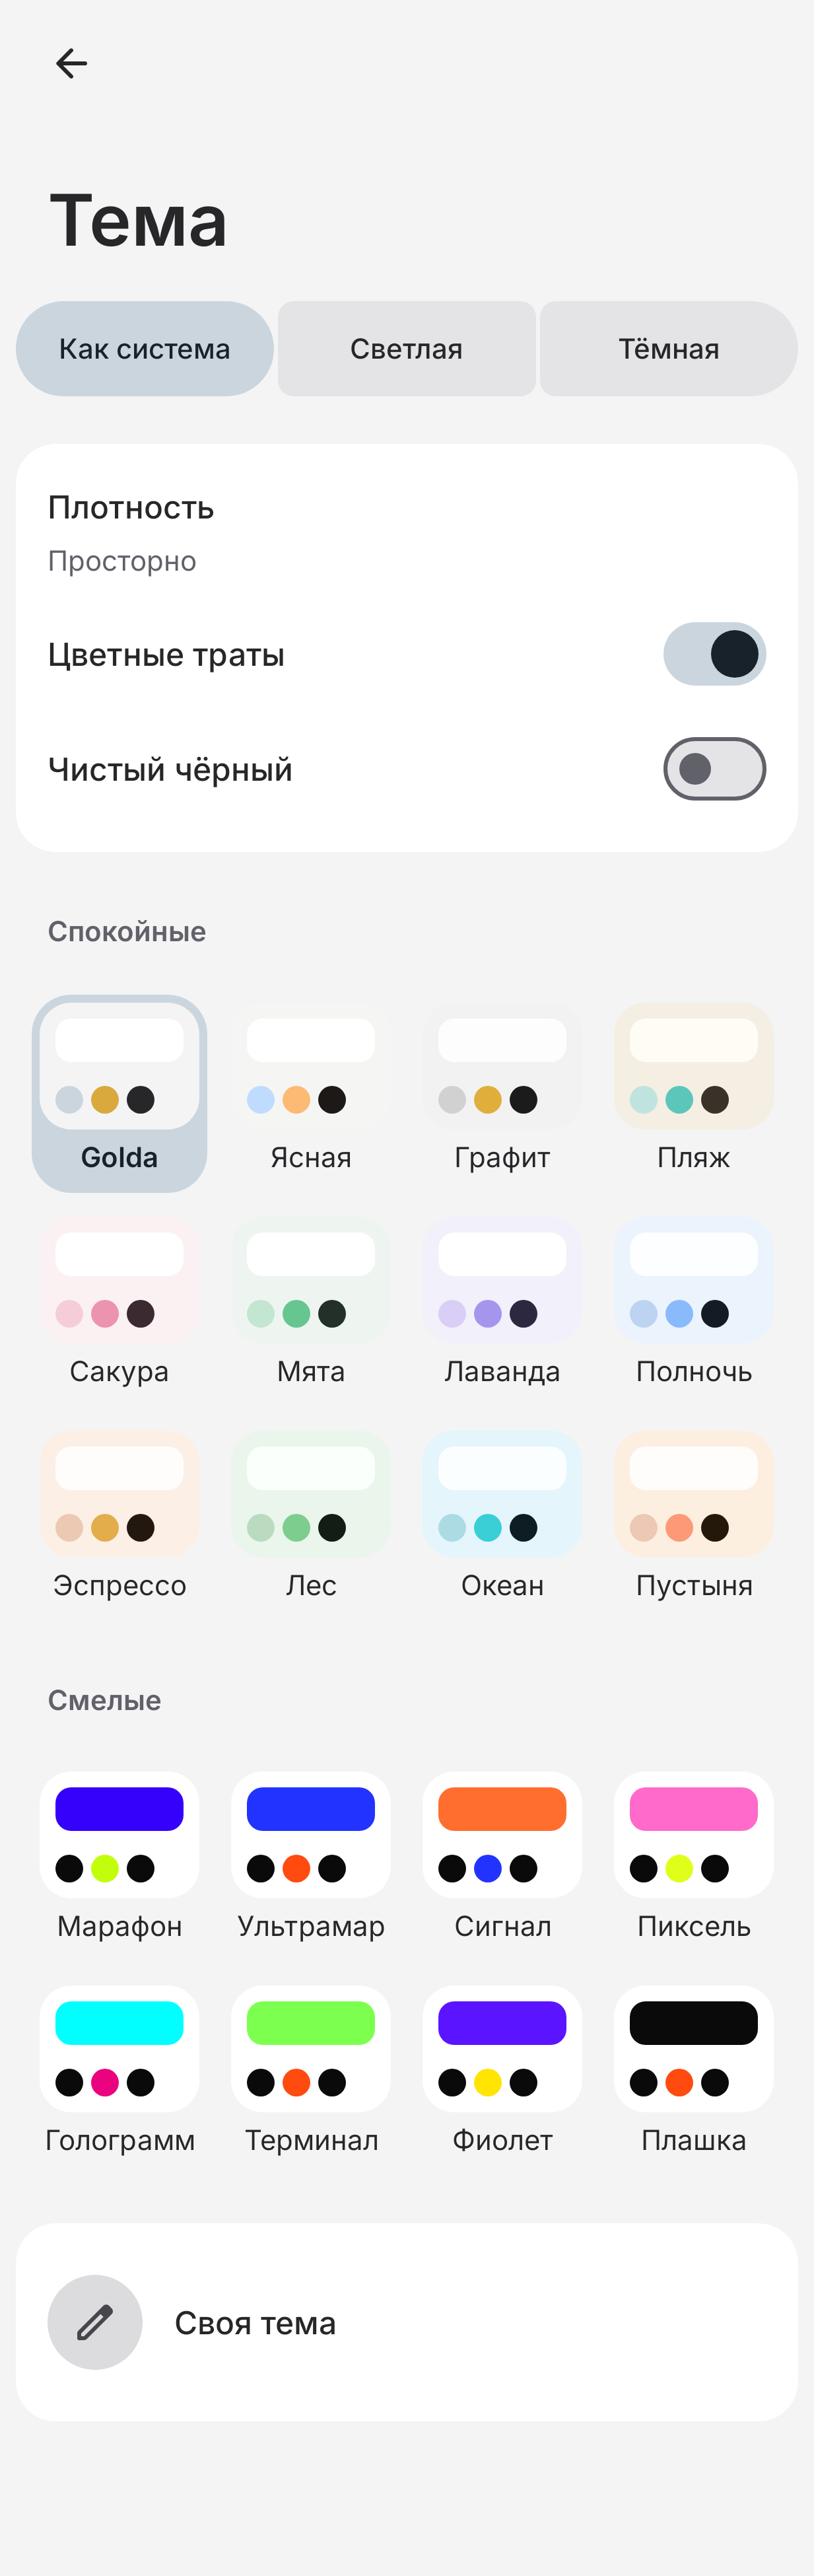 Тема
Как система
Светлая
Тёмная
Плотность
Просторно
Цветные траты
Чистый чёрный
Спокойные
Golda
Ясная
Графит
Пляж
Сакура
Мята
Лаванда
Полночь
Эспрессо
Лес
Океан
Пустыня
Смелые
Марафон
Ультрамар
Сигнал
Пиксель
Голограмм
Терминал
Фиолет
Плашка
Своя тема